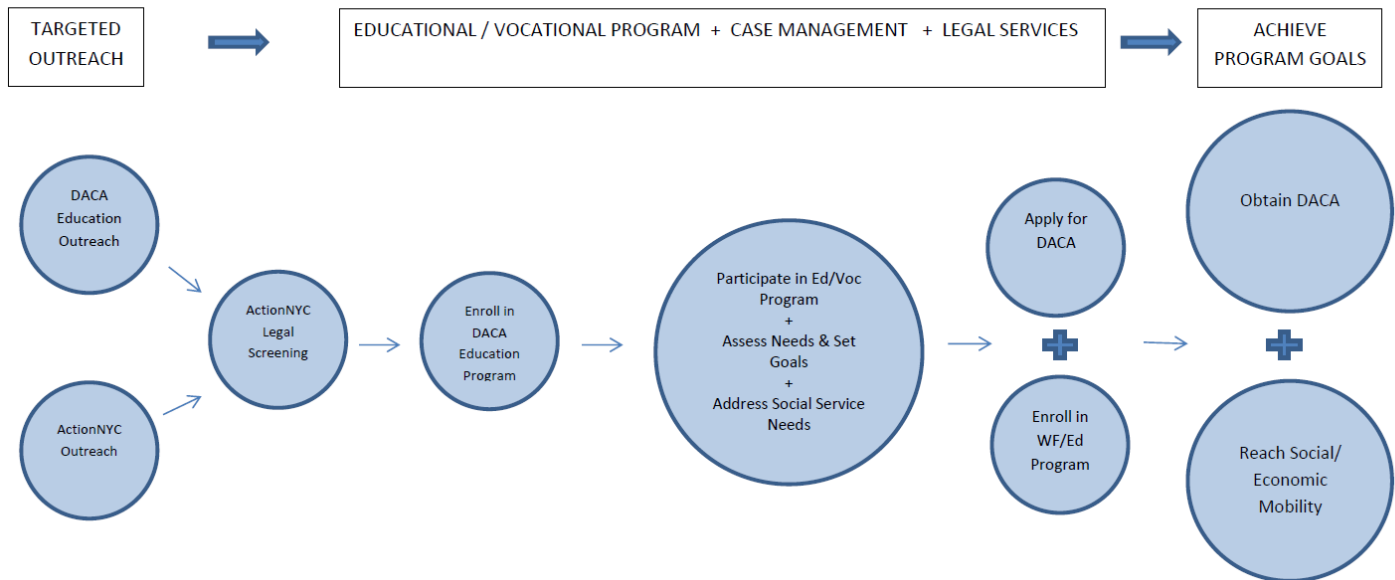 TARGETED
OUTREACH
EDUCATIONAL / VOCATIONAL PROGRAM + CASE MANAGEMENT + LEGAL SERVICES
ACHIEVE
PROGRAM GOALS
DACA
Education
Outreach
ActionNYC
Outreach
ActionNYC
Legal
Screening
Enroll in
DACA
Education
Program
Participate in Ed/Voc
Program
+
Assess Needs & Set
Goals
+
Address Social Service
Needs
Apply for
DACA
Enroll in
WF/Ed
Program
Obtain DACA
Reach Social/
Economic
Mobility